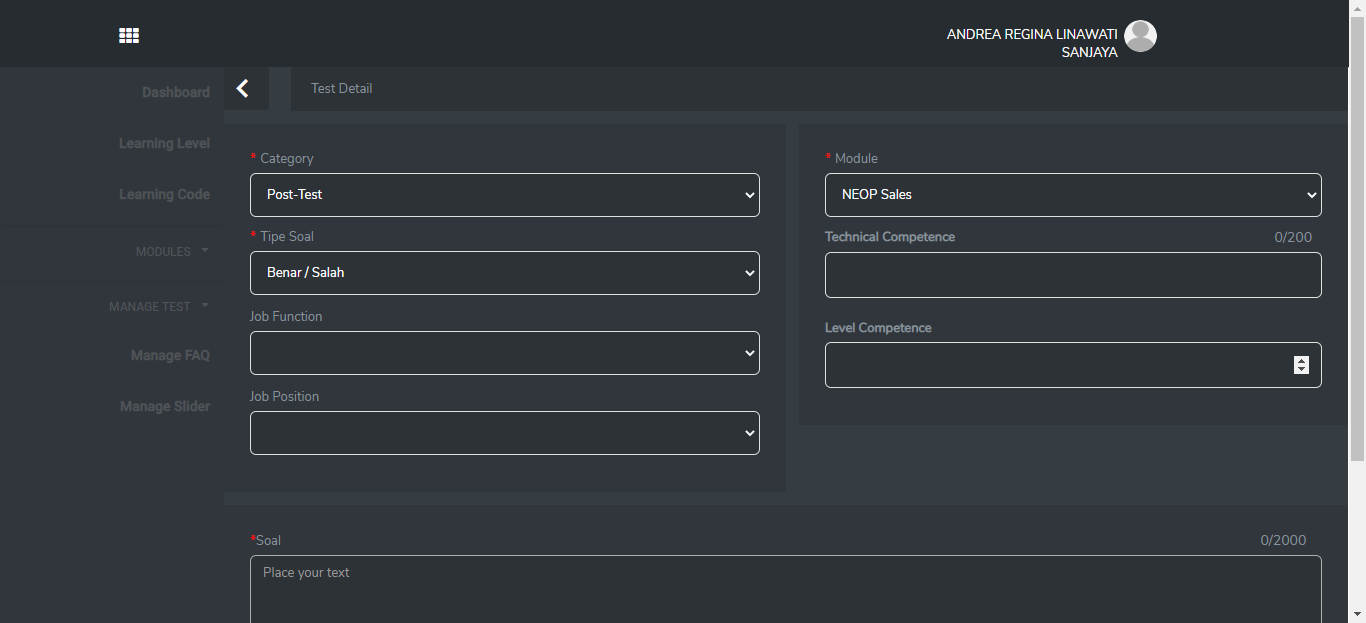 ANDREA REGINA LINAWATI
SANJAYA
Dashboard
Learning Level
Learning Code
MODULES
MANAGE TEST
Manage FAQ
Manage Slider
Test Detail
* Category
Post-Test
* Tipe Soal
Benar / Salah
Job Function
Job Position
* Module
NEOP Sales
Technical Competence 0/200
Level Competence
*Soal 0/2000
Place your text